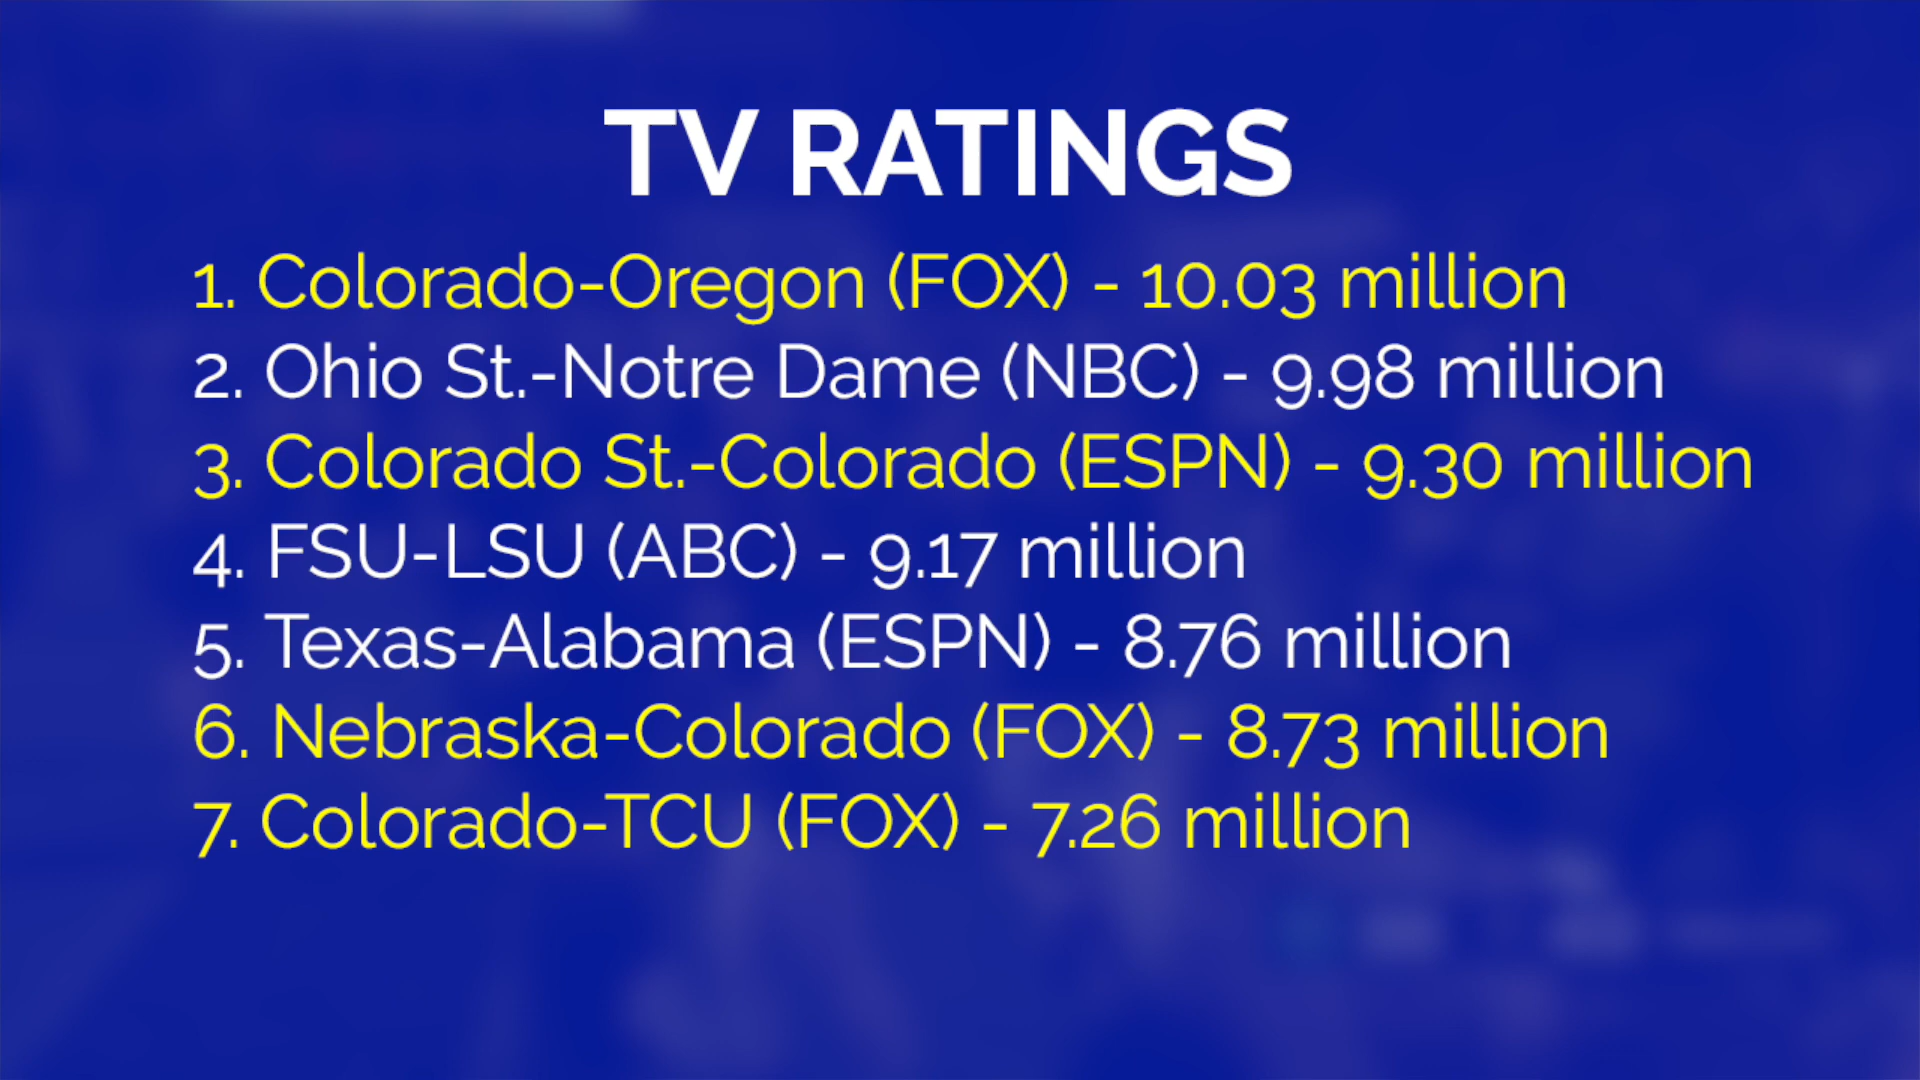 TV RATINGS
1. Colorado-Oregon (FOX) - 10.03 million
2. Ohio St.-Notre Dame (NBC) - 9.98 million
3. Colorado St.-Colorado (ESPN) - 9.30 million
4. FSU-LSU (ABC) - 9.17 million
5. Texas-Alabama (ESPN) - 8.76 million
6. Nebraska-Colorado (FOX) - 8.73 million
7. Colorado-TCU (FOX) - 7.26 million